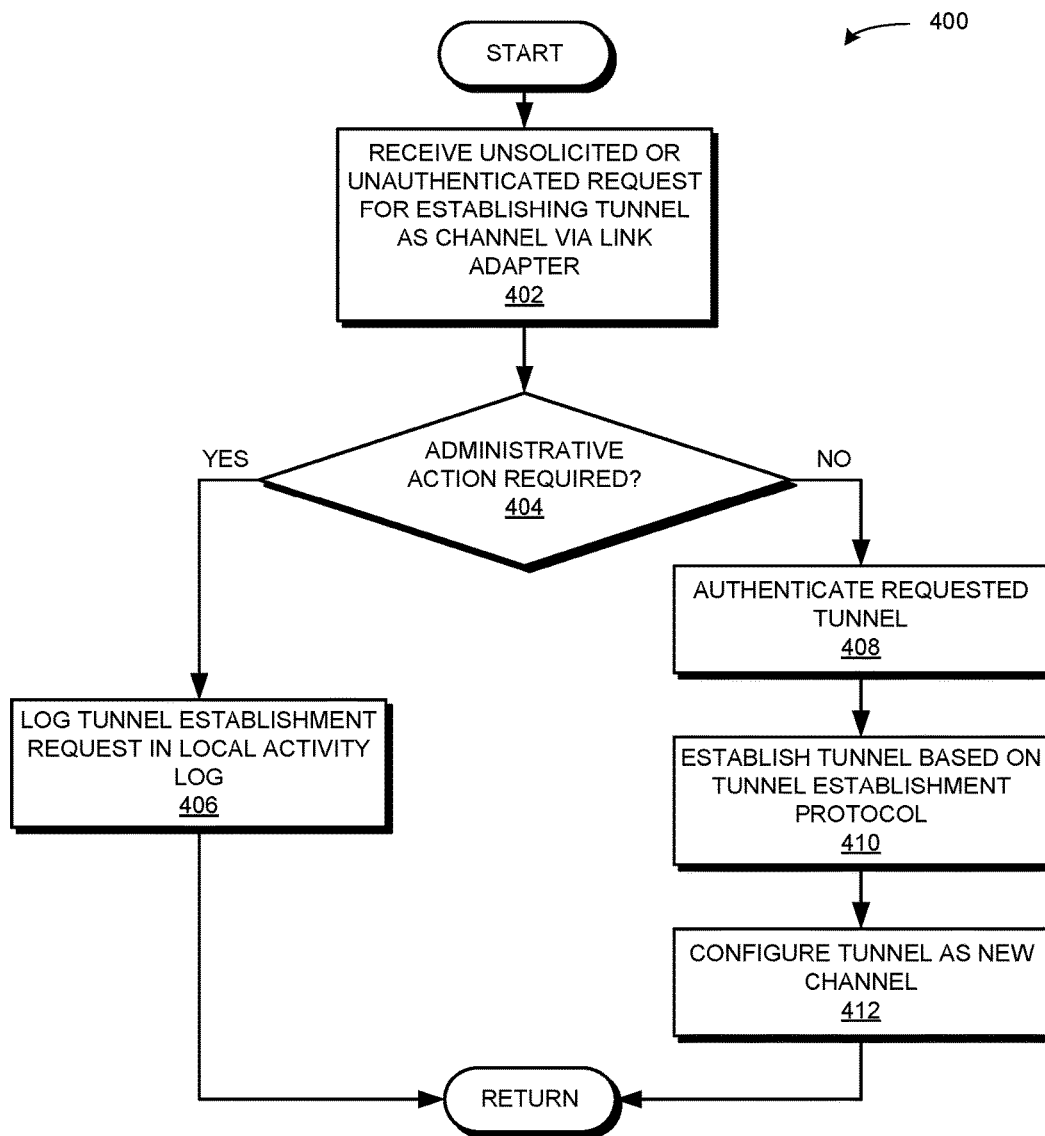 400
START
RECEIVE UNSOLICITED OR
UNAUTHENTICATED REQUEST
FOR ESTABLISHING TUNNEL
AS CHANNEL VIA LINK
ADAPTER
402
ADMINISTRATIVE
ACTION REQUIRED?
404
YES
NO
LOG TUNNEL ESTABLISHMENT
REQUEST IN LOCAL ACTIVITY
LOG
406
AUTHENTICATE REQUESTED
TUNNEL
408
ESTABLISH TUNNEL BASED ON
TUNNEL ESTABLISHMENT
PROTOCOL
410
CONFIGURE TUNNEL AS NEW
CHANNEL
412
RETURN